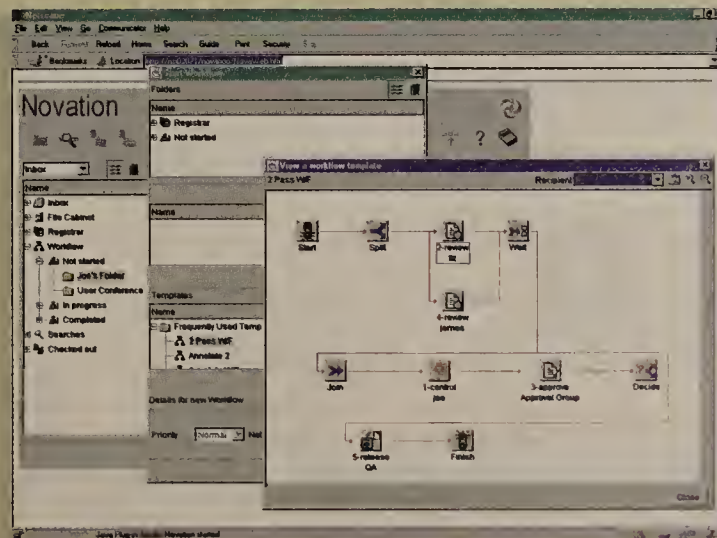 Netscape
File Edit View Go Communicator Help
Back Forward Reload Home Search Guide Print Security Stop
Bookmarks Location
Folders
Name
Registrar
Not started
Novation
Inbox
Name
Inbox
File Cabinet
Registrar
Workflow
Not started
Joe's Folder
User Conference
In progress
Completed
Searches
Checked out
Name
Templates
Name
Frequently Used Temp
2 Pass WF
Annotate 2
Details for new Workflow
Priority Normal Not
View a workflow template
2 Pass WF Recipient
Start Split 2-review Wait
liz
4-review
james
Join 1-control 3-approve Decide
joe Approval Group
5-release Finish
QA
Close
Java Plug-in Novation started